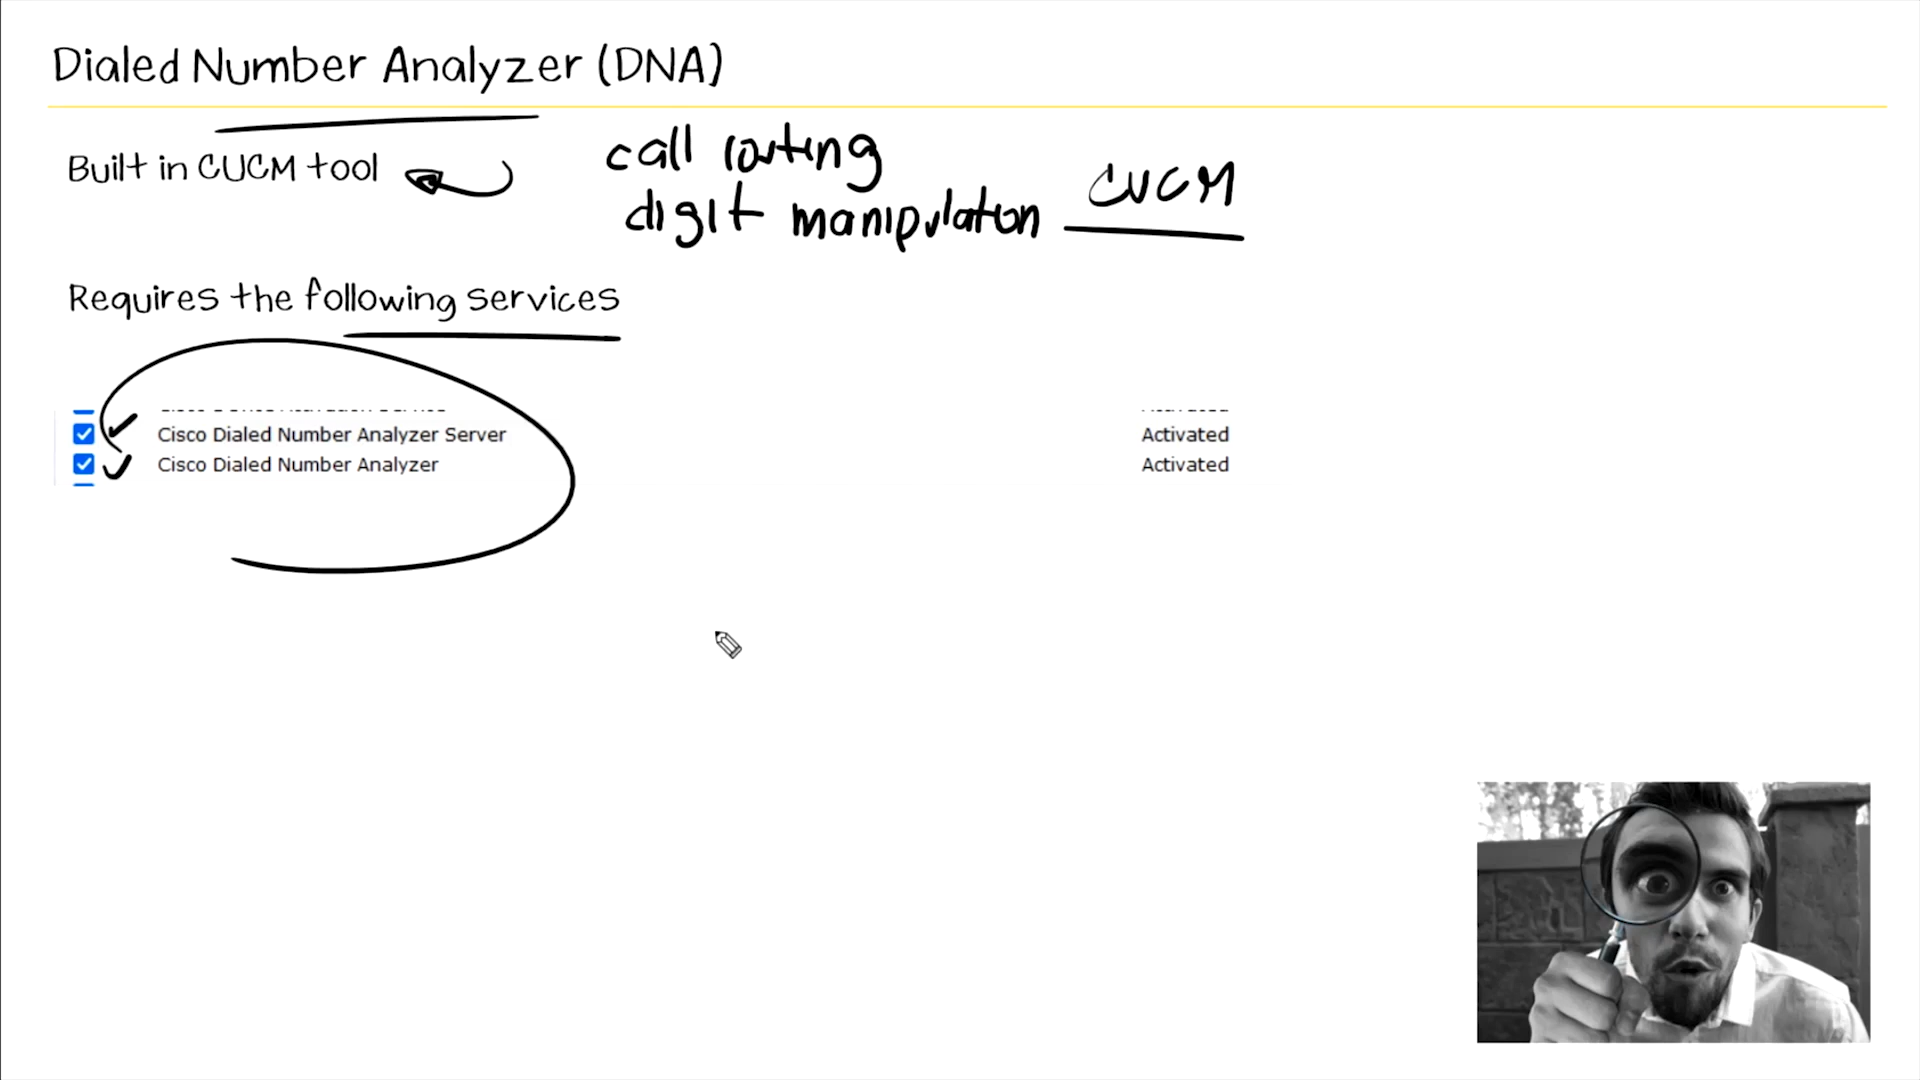 Dialed Number Analyzer (DNA)
Built in CUCM tool
call routing
digit manipulation CUCM
Requires the following services
Cisco Dialed Number Analyzer Server Activated
Cisco Dialed Number Analyzer Activated